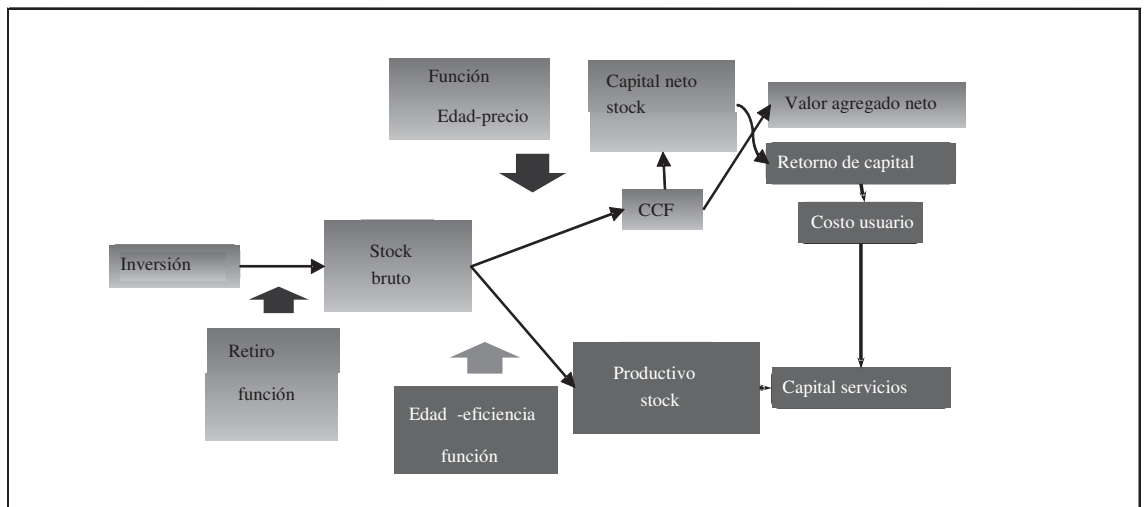 Función
Edad-precio
Capital neto
stock
Valor agregado neto
Retorno de capital
CCF
Costo usuario
Inversión
Stock
bruto
Retiro
función
Productivo
stock
Capital servicios
Edad -eficiencia
función